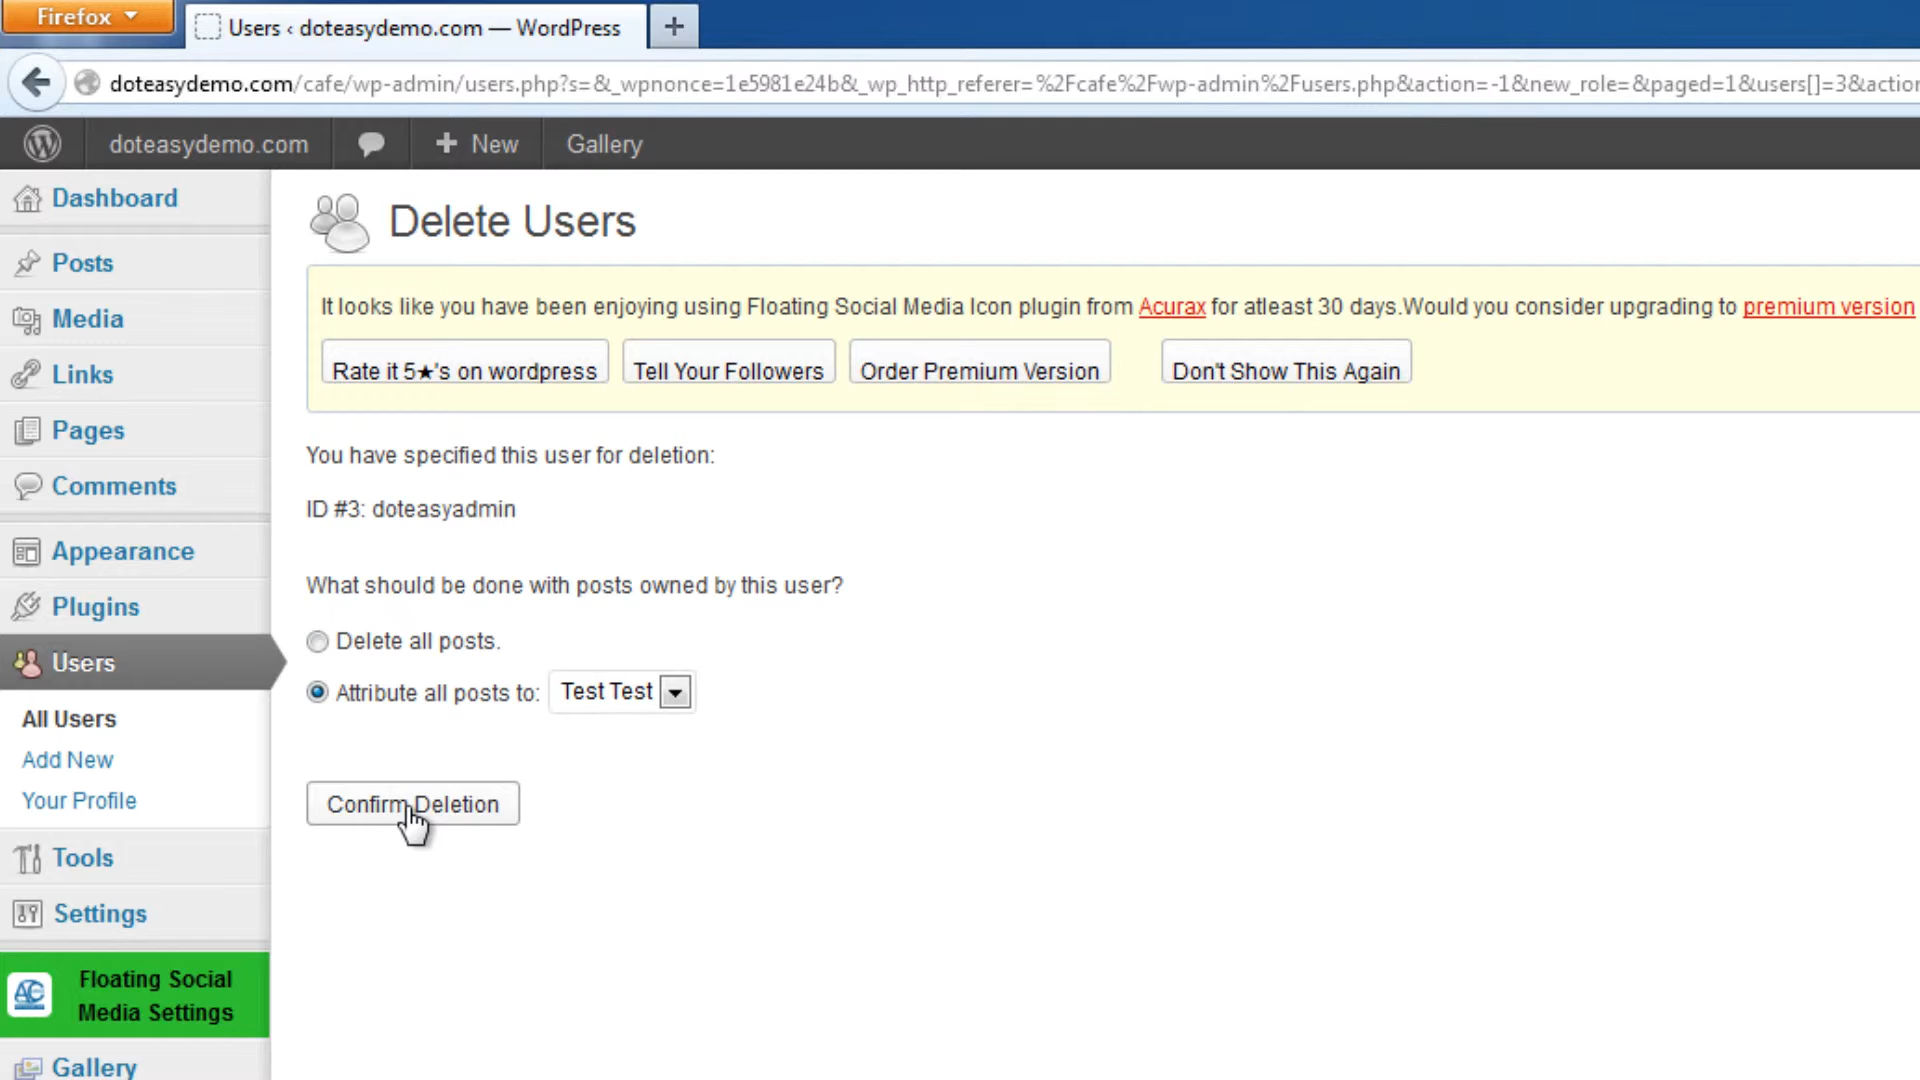 Firefox
Users ‹ doteasydemo.com — WordPress
doteasydemo.com/cafe/wp-admin/users.php?s=&_wpnonce=1e5981e24b&_wp_http_referer=%2Fcafe%2Fwp-admin%2Fusers.php&action=-1&new_role=&paged=1&users[]=3&action
doteasydemo.com
+ New
Gallery
Dashboard
Posts
Media
Links
Pages
Comments
Appearance
Plugins
Users
All Users
Add New
Your Profile
Tools
Settings
Floating Social
Media Settings
Gallery
Delete Users
It looks like you have been enjoying using Floating Social Media Icon plugin from Acurax for atleast 30 days.Would you consider upgrading to premium version
Rate it 5★'s on wordpress
Tell Your Followers
Order Premium Version
Don't Show This Again
You have specified this user for deletion:
ID #3: doteasyadmin
What should be done with posts owned by this user?
Delete all posts.
Attribute all posts to: Test Test
Confirm Deletion